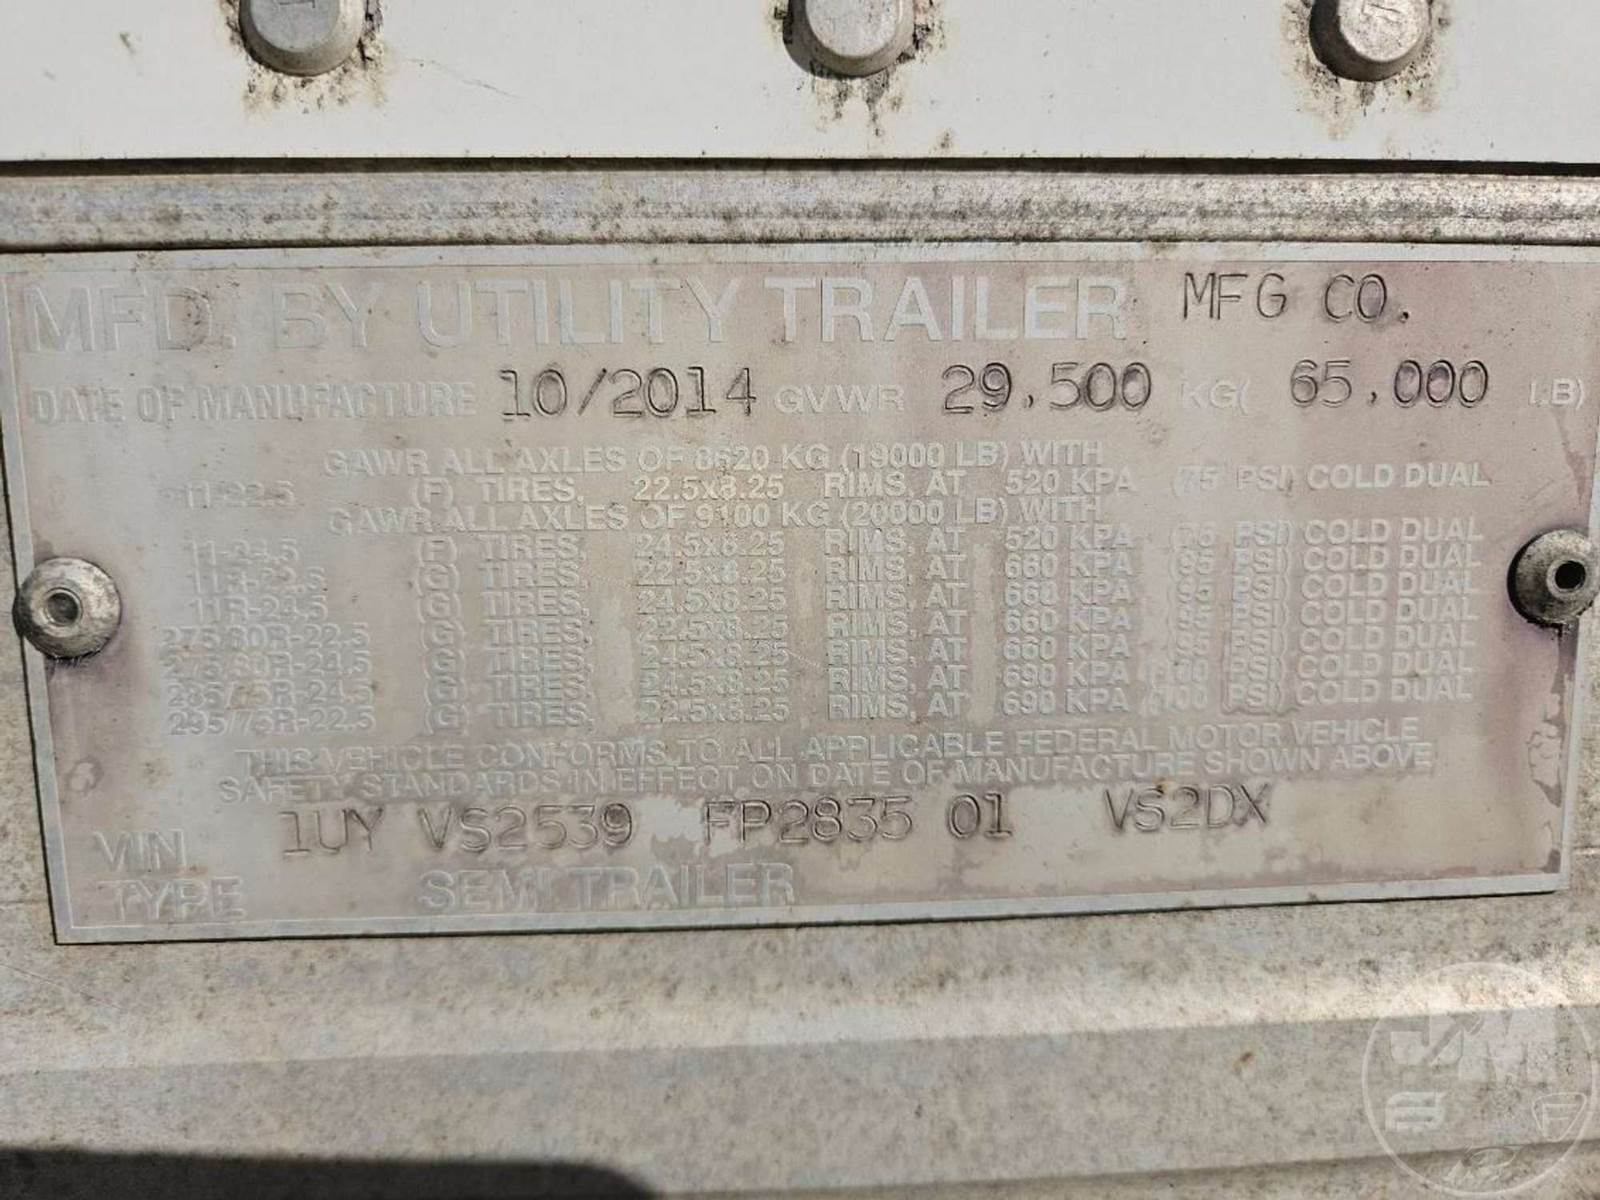 MFD. BY UTILITY TRAILER MFG CO.
DATE OF MANUFACTURE 10/2014 GVWR 29,500 KG( 65,000 LB)
GAWR ALL AXLES OF 8620 KG (19000 LB) WITH
11-22.5 (F) TIRES, 22.5x8.25 RIMS, AT 520 KPA (75 PSI) COLD DUAL
GAWR ALL AXLES OF 9100 KG (20000 LB) WITH
11-24.5 (F) TIRES, 24.5x8.25 RIMS, AT 520 KPA (75 PSI) COLD DUAL
11R-22.5 (G) TIRES, 22.5x8.25 RIMS, AT 660 KPA (95 PSI) COLD DUAL
11R-24.5 (G) TIRES, 24.5x8.25 RIMS, AT 660 KPA (95 PSI) COLD DUAL
275/80R-22.5 (G) TIRES, 22.5x8.25 RIMS, AT 660 KPA (95 PSI) COLD DUAL
275/80R-24.5 (G) TIRES, 24.5x8.25 RIMS, AT 660 KPA (95 PSI) COLD DUAL
285/75R-24.5 (G) TIRES, 24.5x8.25 RIMS, AT 690 KPA (100 PSI) COLD DUAL
295/75R-22.5 (G) TIRES, 22.5x8.25 RIMS, AT 690 KPA (100 PSI) COLD DUAL
THIS VEHICLE CONFORMS TO ALL APPLICABLE FEDERAL MOTOR VEHICLE
SAFETY STANDARDS IN EFFECT ON DATE OF MANUFACTURE SHOWN ABOVE
VIN. 1UY VS2539 FP2835 01 VS2DX
TYPE SEMI TRAILER